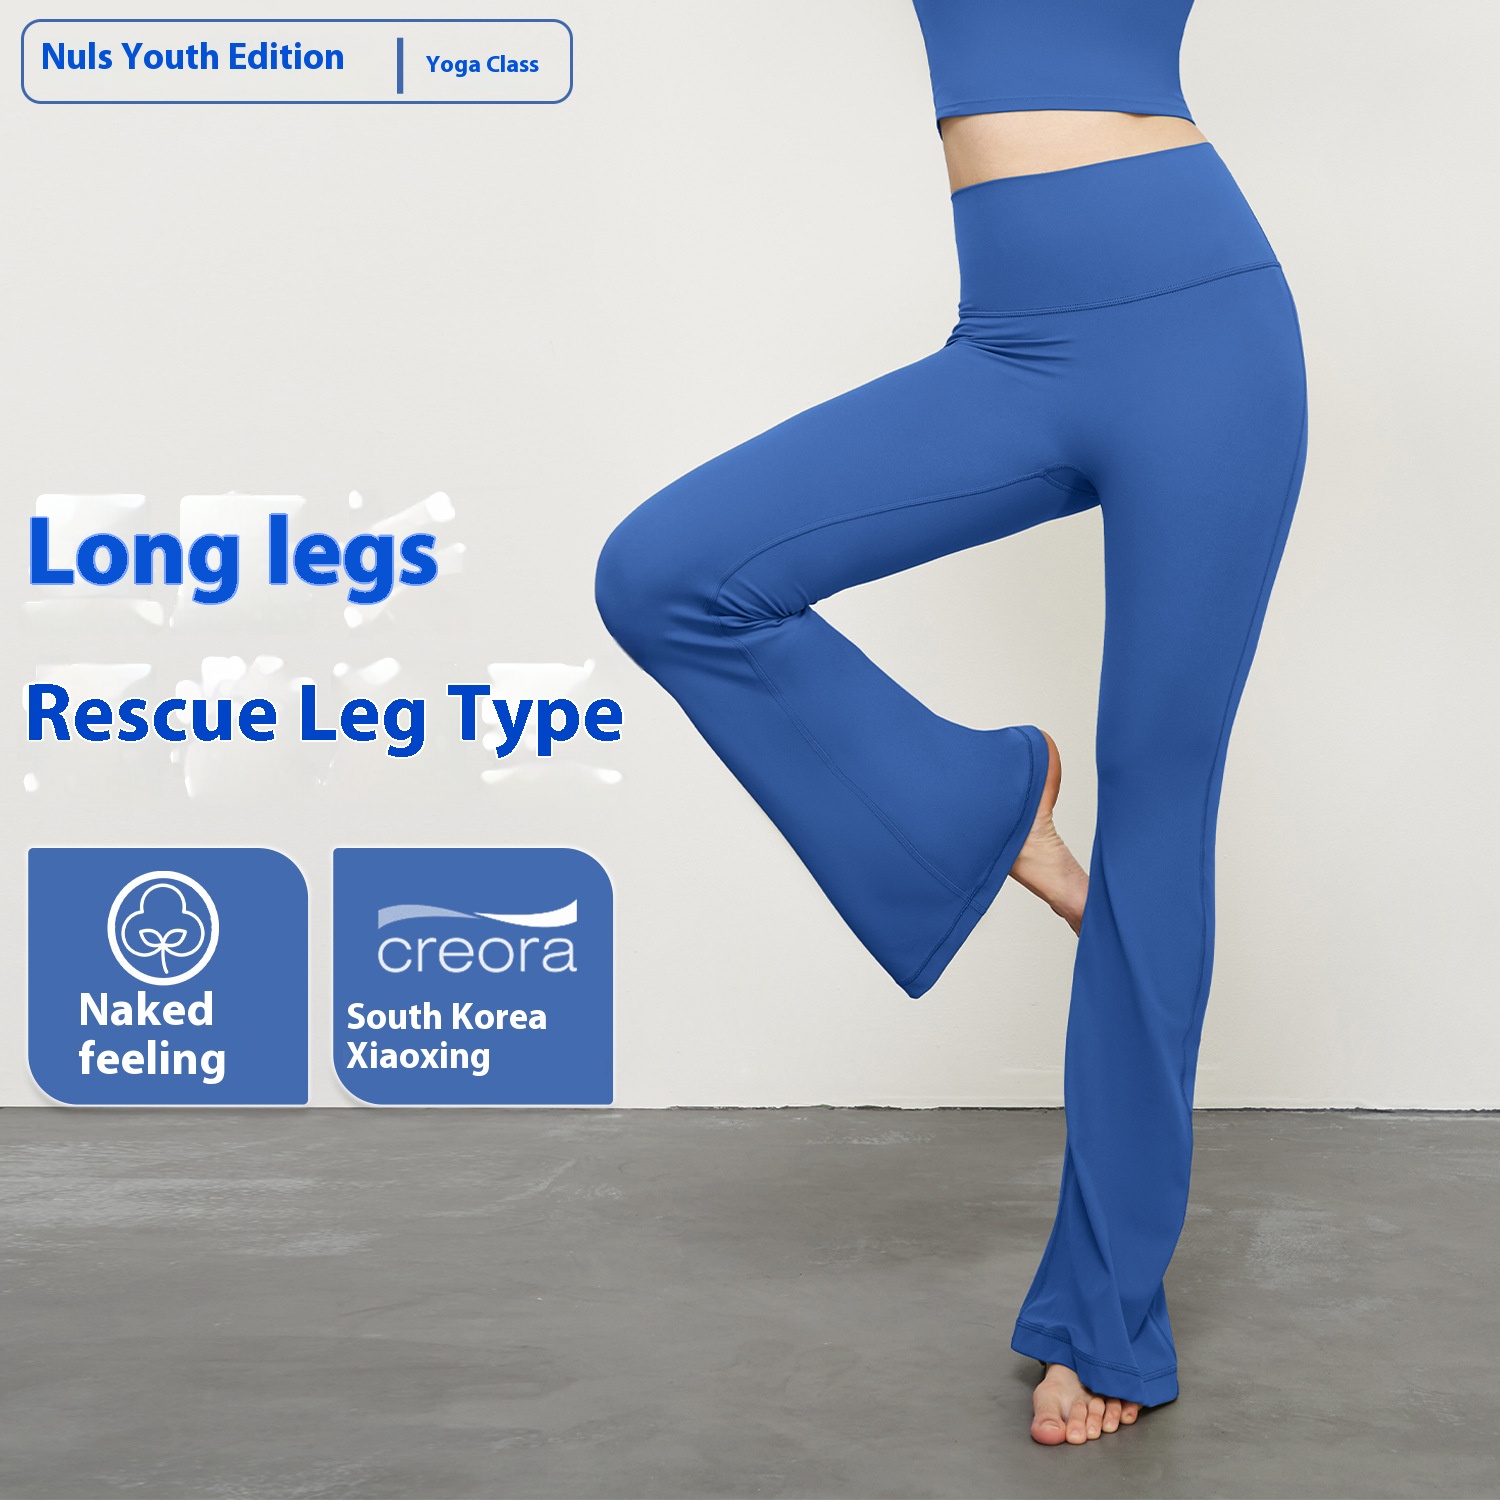 Nuls Youth Edition | Yoga Class
Long legs
Rescue Leg Type
Naked
feeling
creora
South Korea
Xiaoxing